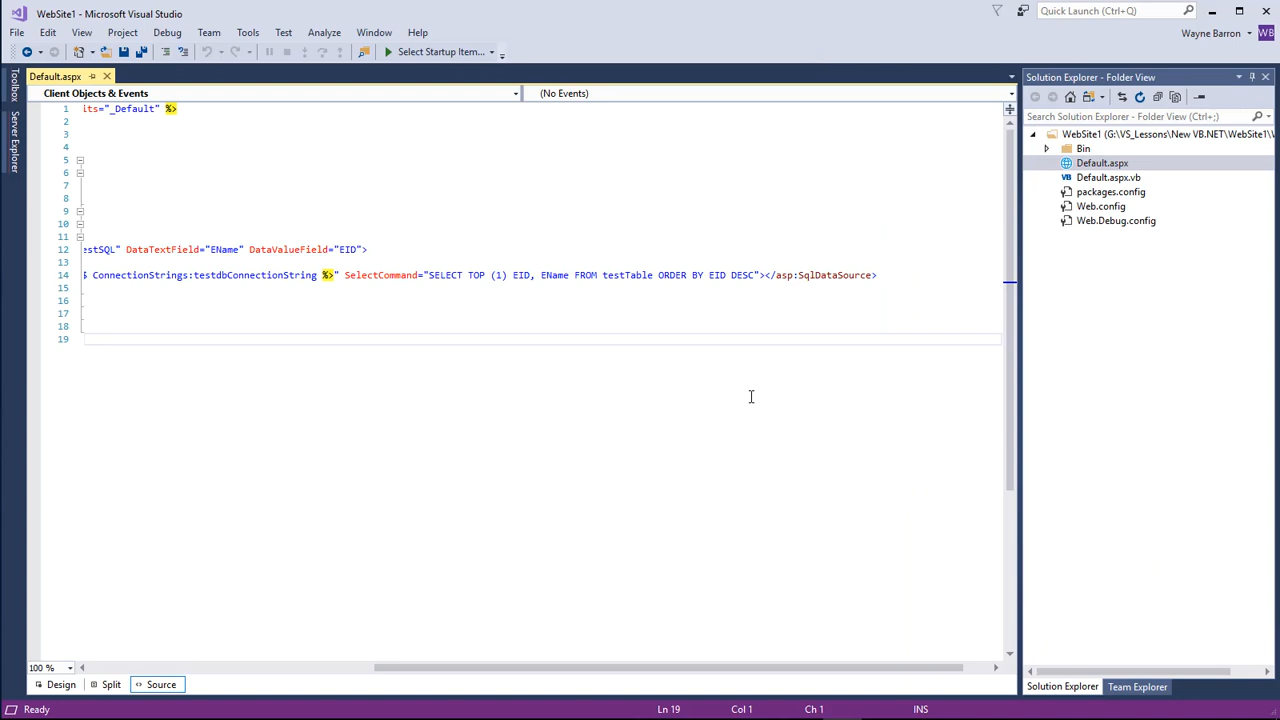 WebSite1 - Microsoft Visual Studio
Quick Launch (Ctrl+Q)
File Edit View Project Debug Team Tools Test Analyze Window Help
Wayne Barron WB
Select Startup Item...
Default.aspx
Solution Explorer - Folder View
Client Objects & Events
(No Events)
Toolbox
Server Explorer
Search Solution Explorer - Folder View (Ctrl+;)
1 its="_Default" %>
2
3
4
5
6
7
8
9
10
11
12 estSQL" DataTextField="EName" DataValueField="EID">
13
14 ConnectionStrings:testdbConnectionString %>" SelectCommand="SELECT TOP (1) EID, EName FROM testTable ORDER BY EID DESC"></asp:SqlDataSource>
15
16
17
18
19
WebSite1 (G:\VS_Lessons\New VB.NET\WebSite1\
Bin
Default.aspx
VB Default.aspx.vb
packages.config
Web.config
Web.Debug.config
100 %
Design Split Source
Solution Explorer Team Explorer
Ready Ln 19 Col 1 Ch 1 INS